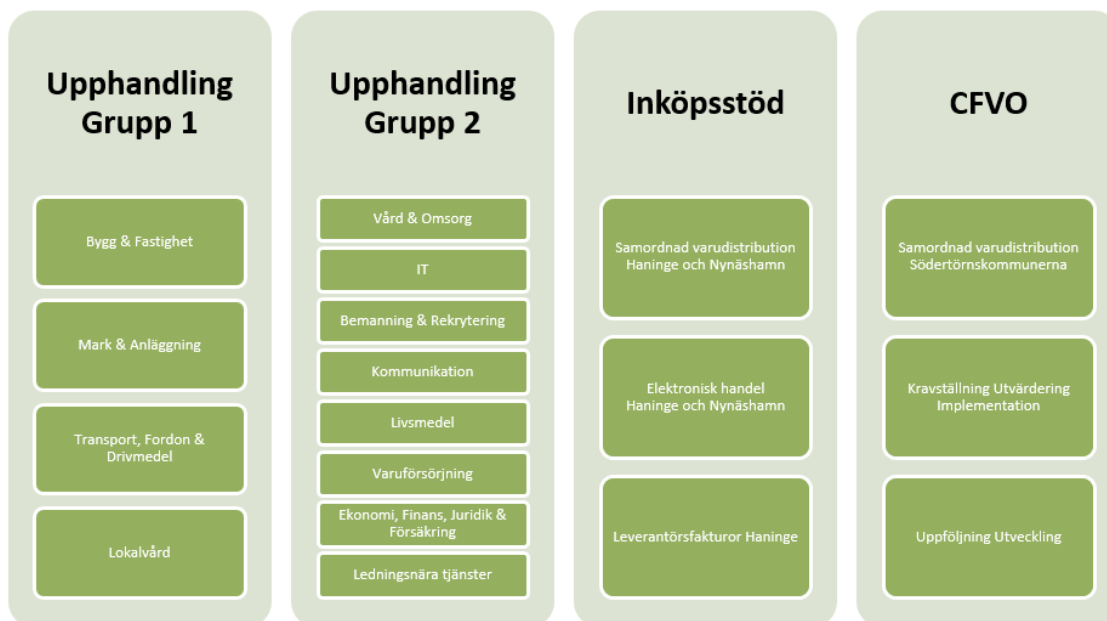 Upphandling
Grupp 1
Bygg & Fastighet
Mark & Anläggning
Transport, Fordon &
Drivmedel
Lokalvård
Upphandling
Grupp 2
Vård & Omsorg
IT
Bemanning & Rekrytering
Kommunikation
Livsmedel
Varuförsörjning
Ekonomi, Finans, Juridik &
Försäkring
Ledningsnära tjänster
Inköpsstöd
Samordnad varudistribution
Haninge och Nynäshamn
Elektronisk handel
Haninge och Nynäshamn
Leverantörsfakturor Haninge
CFVO
Samordnad varudistribution
Södertörnskommunerna
Kravställning Utvärdering
Implementation
Uppföljning Utveckling